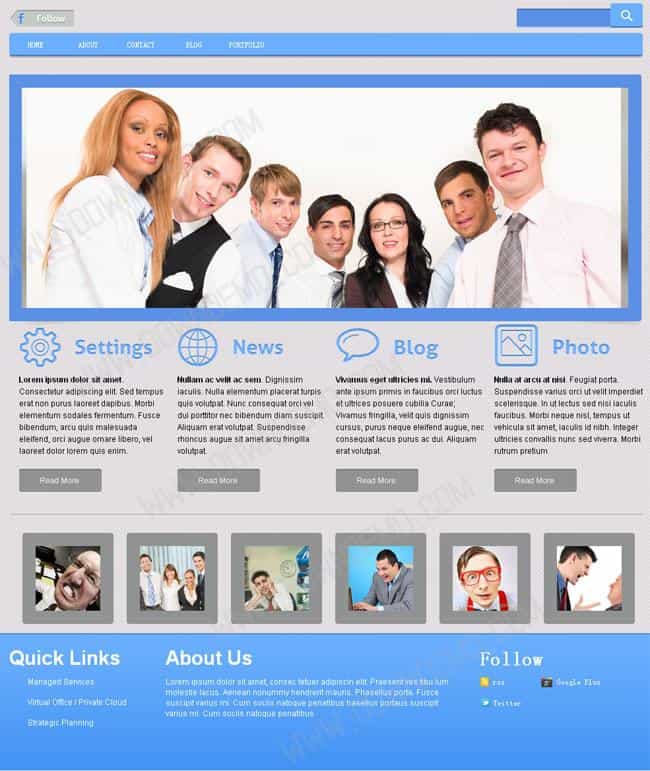 Follow
HOME ABOUT CONTACT BLOG PORTFOLIO
Settings
Lorem ipsum dolor sit amet.
Consectetur adipiscing elit. Sed tempus
erat non purus laoreet dapibus. Morbi
elementum sodales fermentum. Fusce
bibendum, arcu quis malesuada
eleifend, orci augue ornare libero, vel
laoreet dolor lorem quis enim.
Read More
News
Nullam ac velit ac sem. Dignissim
iaculis. Nulla elementum placerat turpis
quis volutpat. Nunc consequat orci vel
dui porttitor nec bibendum diam suscipit.
Aliquam erat volutpat. Suspendisse
rhoncus augue sit amet arcu fringilla
volutpat.
Read More
Blog
Vivamus eget ultricies mi. Vestibulum
ante ipsum primis in faucibus orci luctus
et ultrices posuere cubilia Curae;
Vivamus fringilla, velit quis dignissim
cursus, purus neque eleifend augue, nec
consequat lacus purus ac dui. Aliquam
erat volutpat.
Read More
Photo
Nulla at arcu at nisl. Feugiat porta.
Suspendisse varius orci ut velit imperdiet
scelerisque. In ut lectus sed nisl iaculis
faucibus. Morbi neque nisl, tempus ut
vehicula sit amet, iaculis id nibh. Integer
ultricies convallis nunc sed viverra. Morbi
rutrum pretium
Read More
Quick Links
Managed Services
Virtual Office / Private Cloud
Strategic Planning
About Us
Lorem ipsum dolor sit amet, consec tetuer adipiscin elit. Praesent ves tibu lum
molestie lacus. Aenean nonummy hendrerit mauris. Phasellus porta. Fusce
suscipit varius mi. Cum sociis natoque penatibus haseltus portasus scipit
varius mi. Cum sociis natoque penatibus
Follow
rss Google Plus
Twitter